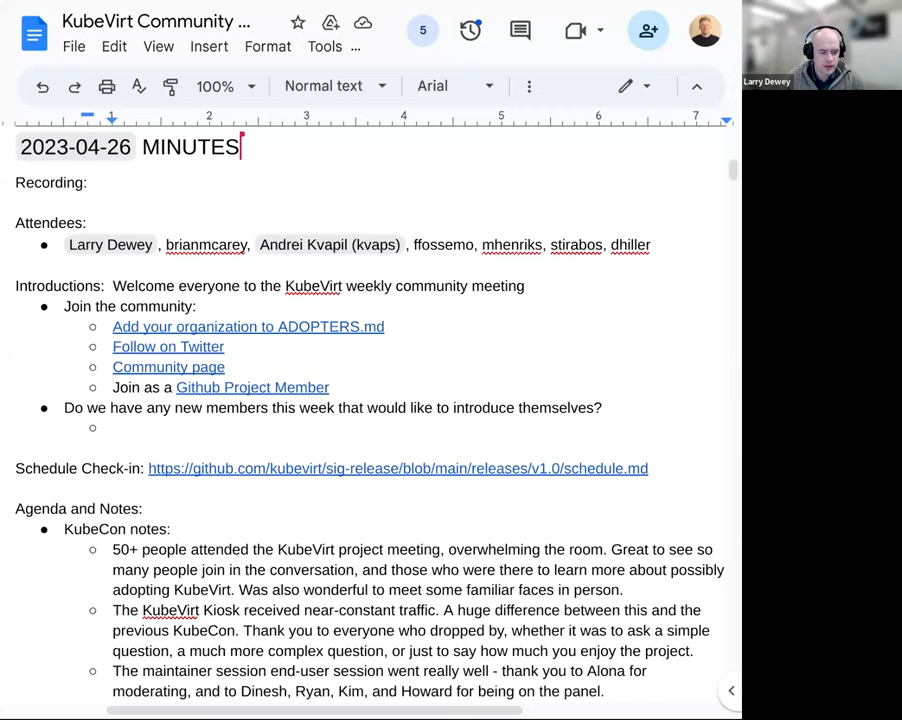 KubeVirt Community ...
5
File Edit View Insert Format Tools ...
100% Normal text Arial
1 2 3 4 5 6 7
2023-04-26 MINUTES
Recording:
Attendees:
● Larry Dewey , brianmcarey, Andrei Kvapil (kvaps) , ffossemo, mhenriks, stirabos, dhiller
Introductions: Welcome everyone to the KubeVirt weekly community meeting
● Join the community:
○ Add your organization to ADOPTERS.md
○ Follow on Twitter
○ Community page
○ Join as a Github Project Member
● Do we have any new members this week that would like to introduce themselves?
○
Schedule Check-in: https://github.com/kubevirt/sig-release/blob/main/releases/v1.0/schedule.md
Agenda and Notes:
● KubeCon notes:
○ 50+ people attended the KubeVirt project meeting, overwhelming the room. Great to see so
many people join in the conversation, and those who were there to learn more about possibly
adopting KubeVirt. Was also wonderful to meet some familiar faces in person.
○ The KubeVirt Kiosk received near-constant traffic. A huge difference between this and the
previous KubeCon. Thank you to everyone who dropped by, whether it was to ask a simple
question, a much more complex question, or just to say how much you enjoy the project.
○ The maintainer session end-user session went really well - thank you to Alona for
moderating, and to Dinesh, Ryan, Kim, and Howard for being on the panel.
Larry Dewey